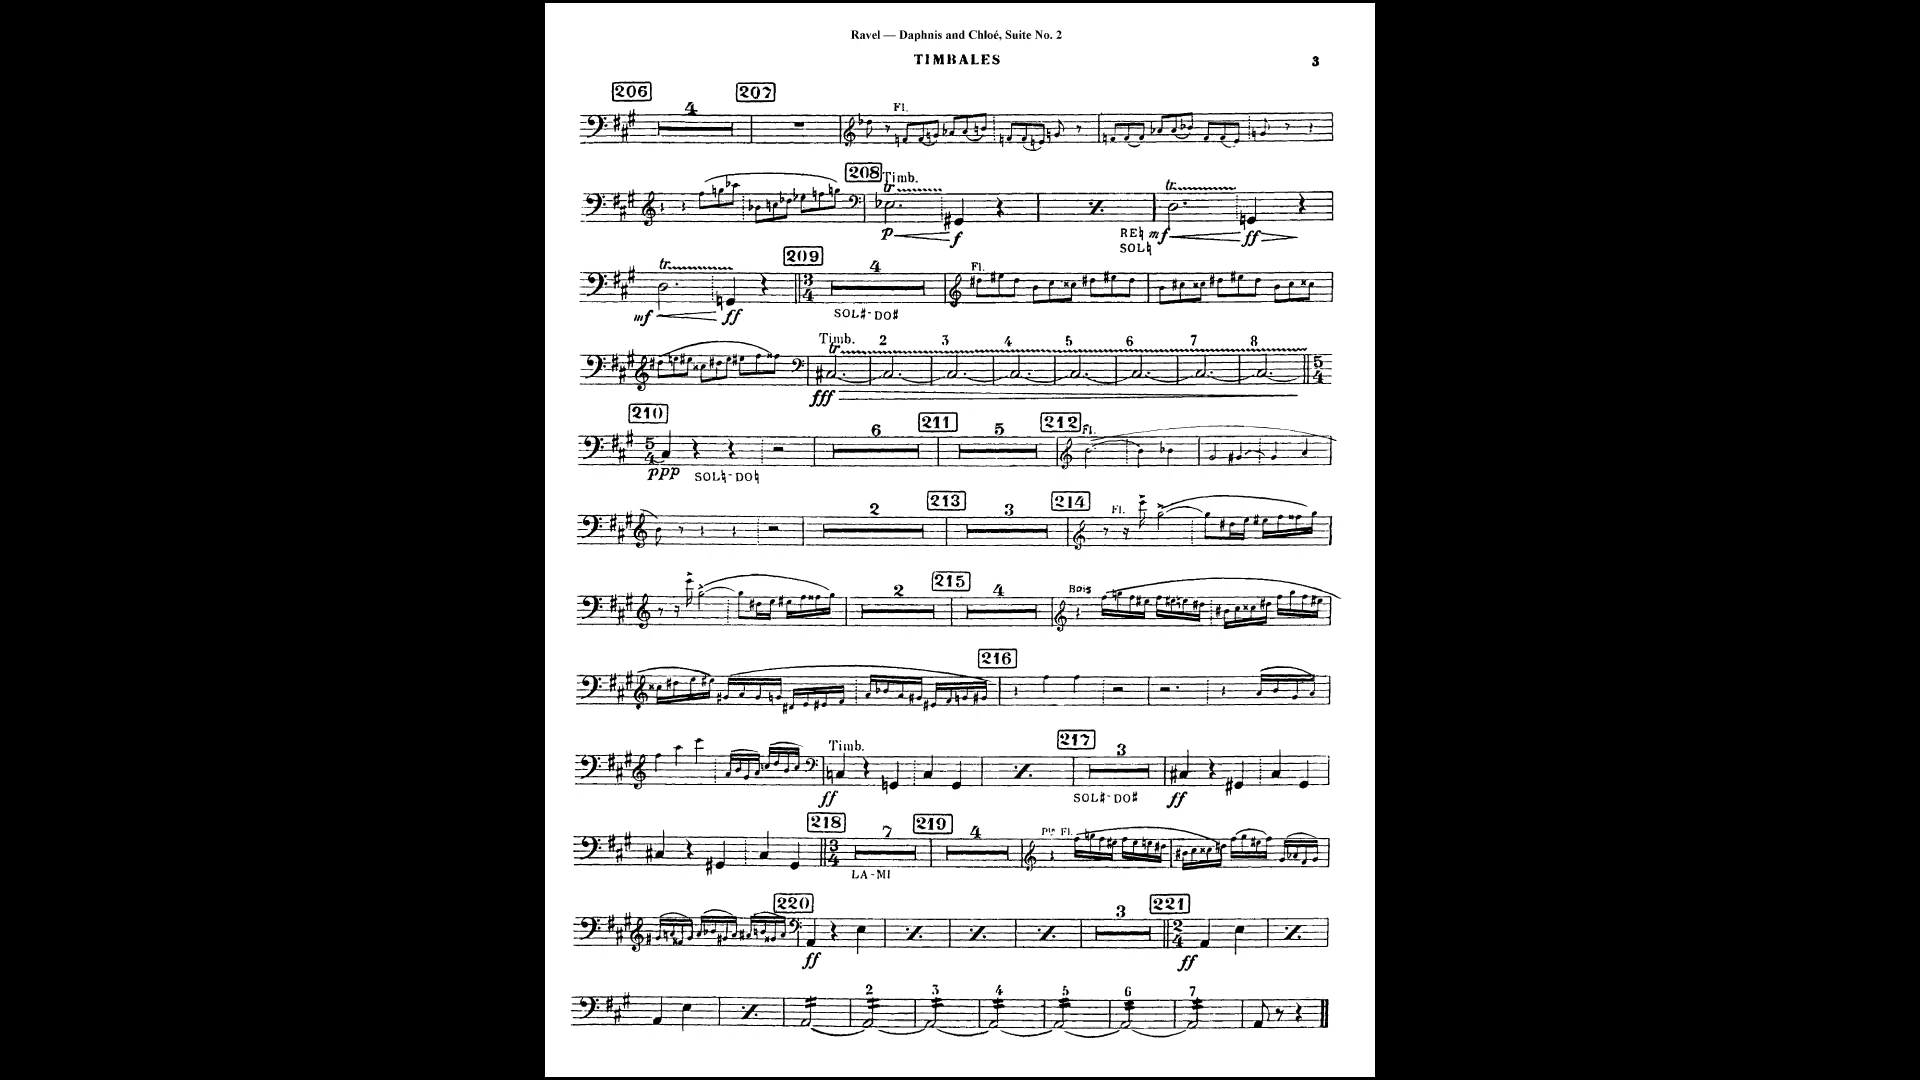 Ravel — Daphnis and Chloé, Suite No. 2
TIMBALES
3
206 4 207 Fl.
208 Timb.
tr tr
p f RE♮ mf ff
SOL♮
tr 209 4 Fl.
3/4
mf ff SOL♯-DO♯
Timb. 2 3 4 5 6 7 8
tr 5/4
fff
210 6 211 5 212 Fl.
5/4
ppp SOL♮-DO♮
2 213 3 214 Fl.
2 215 4 Bois
216
Timb. 217 3
ff SOL♯-DO♯ ff
218 7 219 4 Pte Fl.
3/4
LA-MI
220 3 221
2/4
ff ff
2 3 4 5 6 7